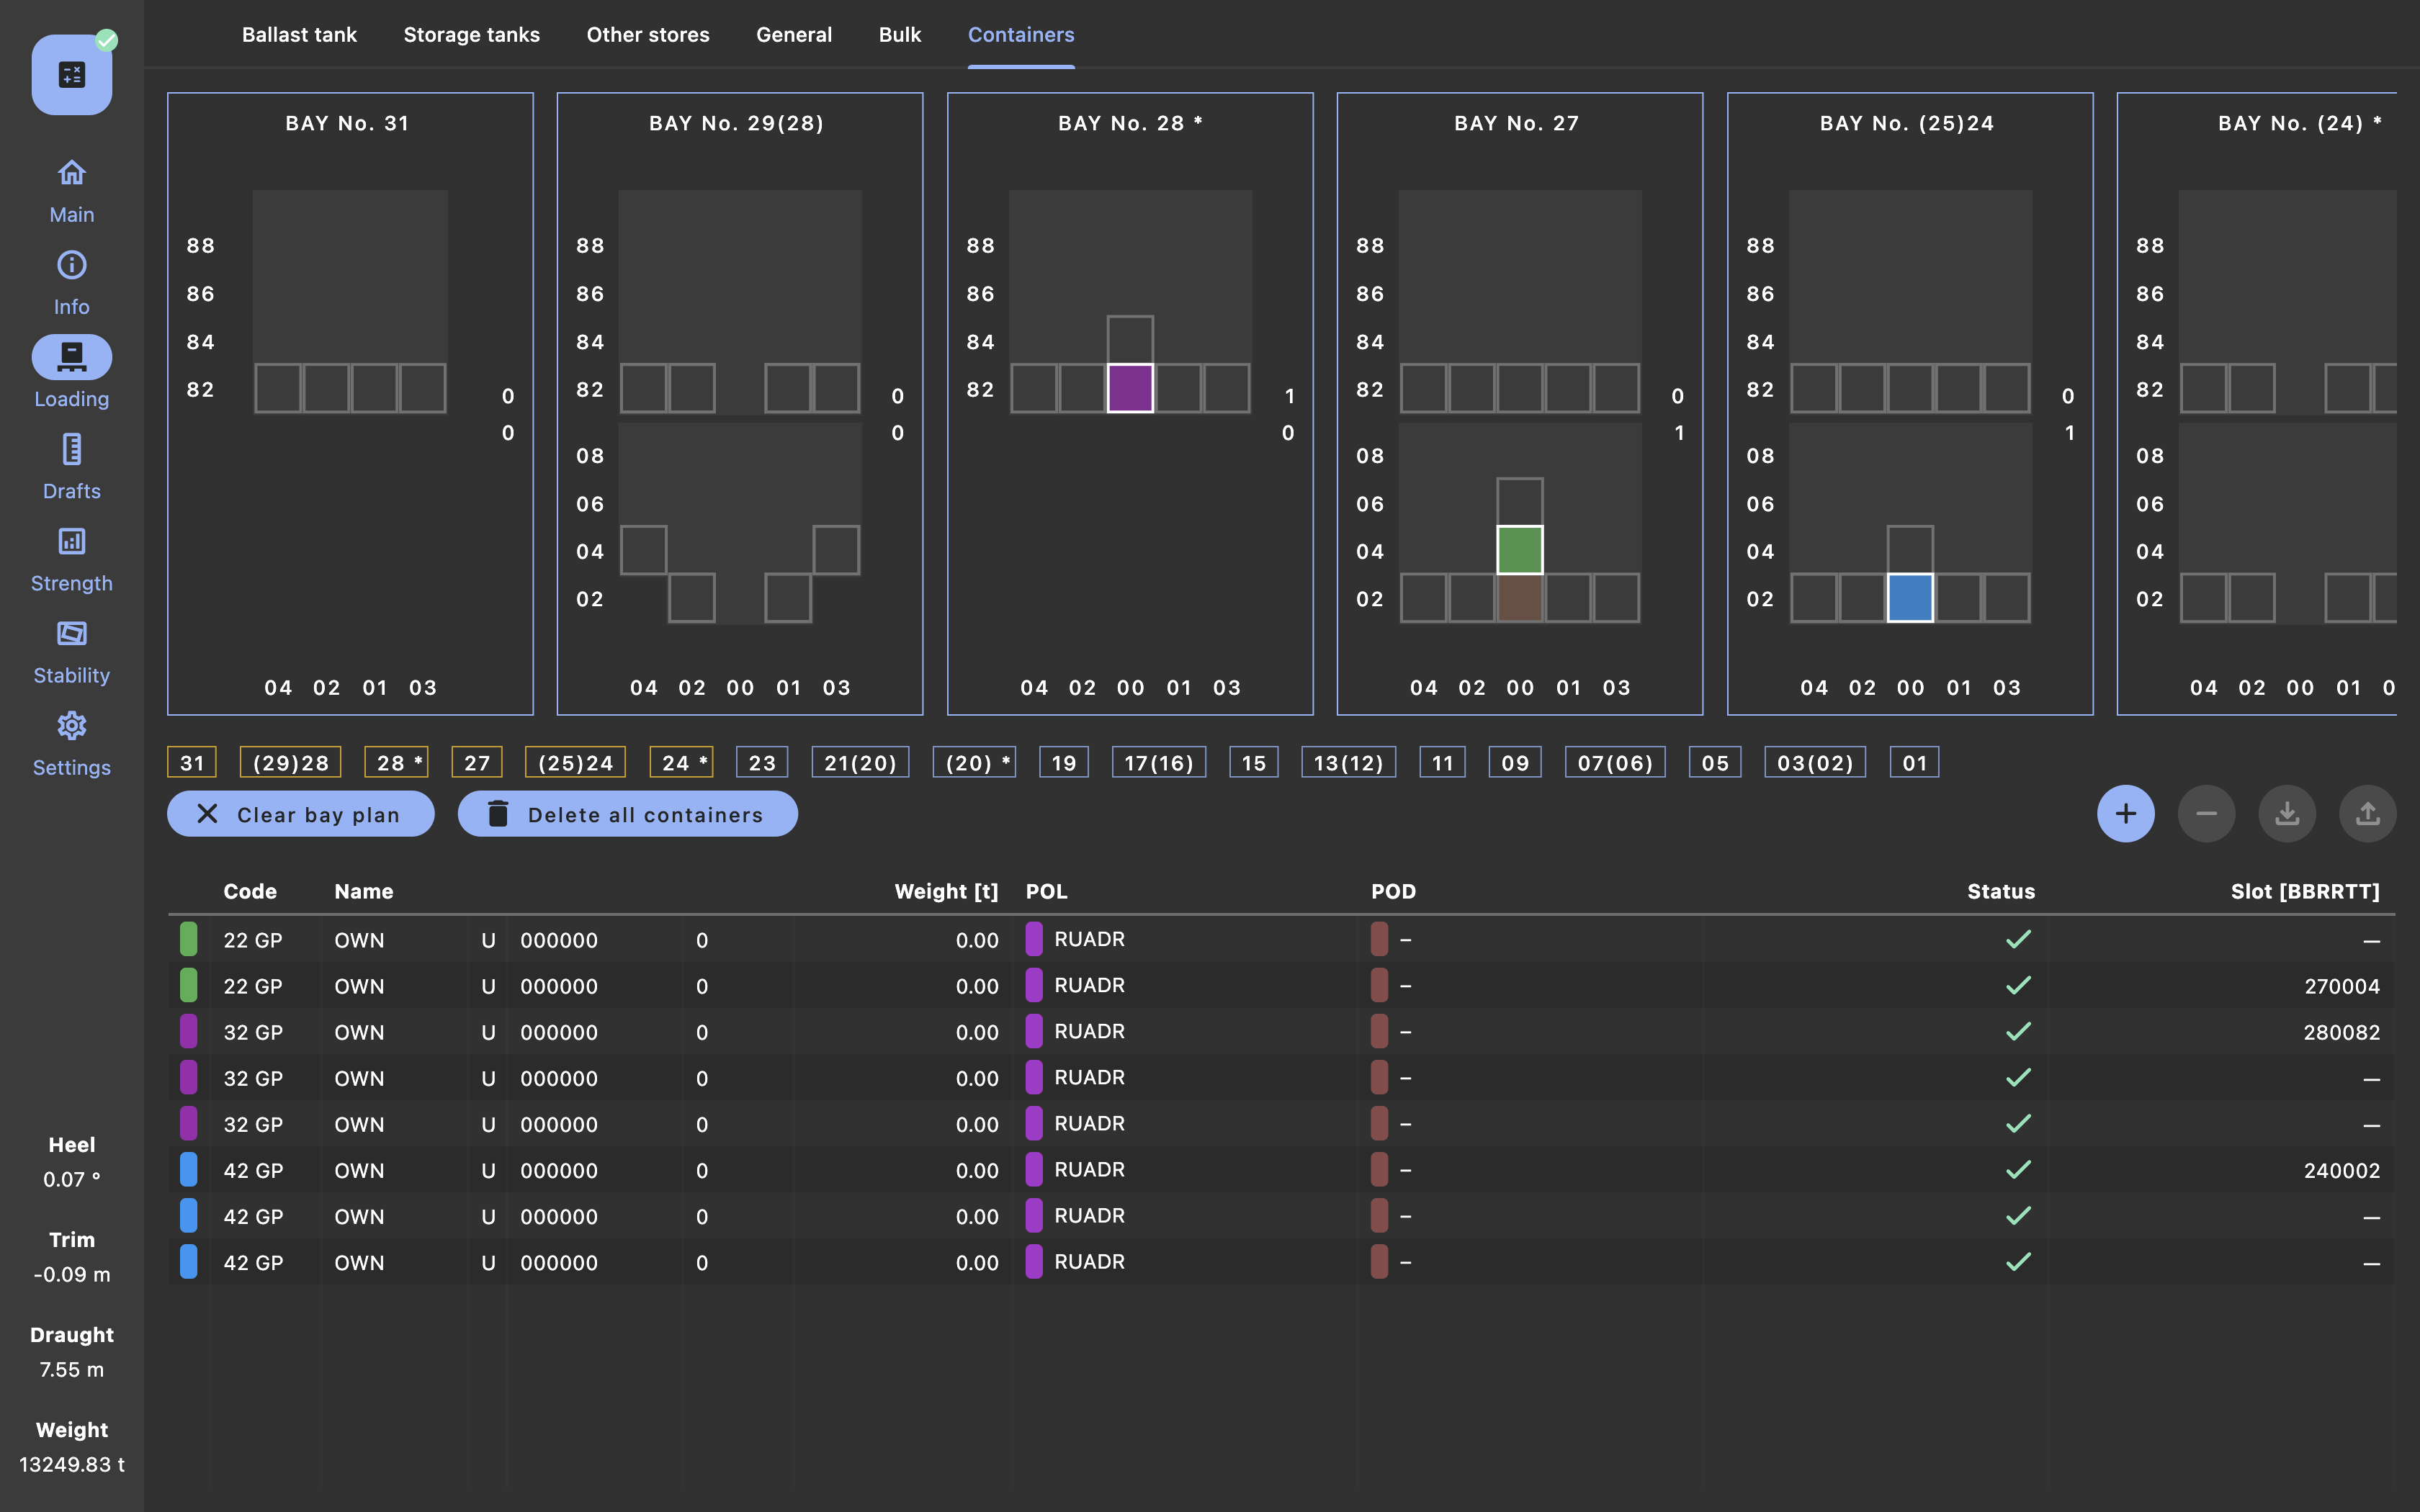 Ballast tank Storage tanks Other stores General Bulk Containers
Main
Info
Loading
Drafts
Strength
Stability
Settings
Heel
0.07 °
Trim
-0.09 m
Draught
7.55 m
Weight
13249.83 t
BAY No. 31
88
86
84
82
0
0
04 02 01 03
BAY No. 29(28)
88
86
84
82
0
0
08
06
04
02
04 02 00 01 03
BAY No. 28 *
88
86
84
82
1
0
04 02 00 01 03
BAY No. 27
88
86
84
82
0
1
08
06
04
02
04 02 00 01 03
BAY No. (25)24
88
86
84
82
0
1
08
06
04
02
04 02 00 01 03
BAY No. (24) *
88
86
84
82
08
06
04
02
04 02 00 01 0
31 (29)28 28 * 27 (25)24 24 * 23 21(20) (20) * 19 17(16) 15 13(12) 11 09 07(06) 05 03(02) 01
Clear bay plan Delete all containers
Code Name Weight [t] POL POD Status Slot [BBRRTT]
22 GP OWN U 000000 0 0.00 RUADR – —
22 GP OWN U 000000 0 0.00 RUADR – 270004
32 GP OWN U 000000 0 0.00 RUADR – 280082
32 GP OWN U 000000 0 0.00 RUADR – —
32 GP OWN U 000000 0 0.00 RUADR – —
42 GP OWN U 000000 0 0.00 RUADR – 240002
42 GP OWN U 000000 0 0.00 RUADR – —
42 GP OWN U 000000 0 0.00 RUADR – —